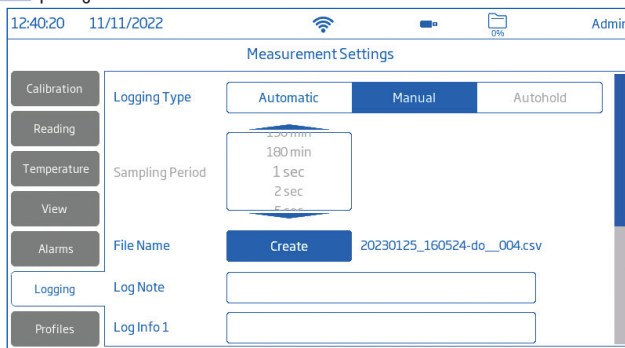 12:40:20 11/11/2022 0% Admin
Measurement Settings
Calibration
Logging Type Automatic Manual Autohold
Reading
180 min
Temperature Sampling Period 1 sec
2 sec
View
Alarms File Name Create 20230125_160524-do__004.csv
Logging Log Note
Profiles Log Info 1